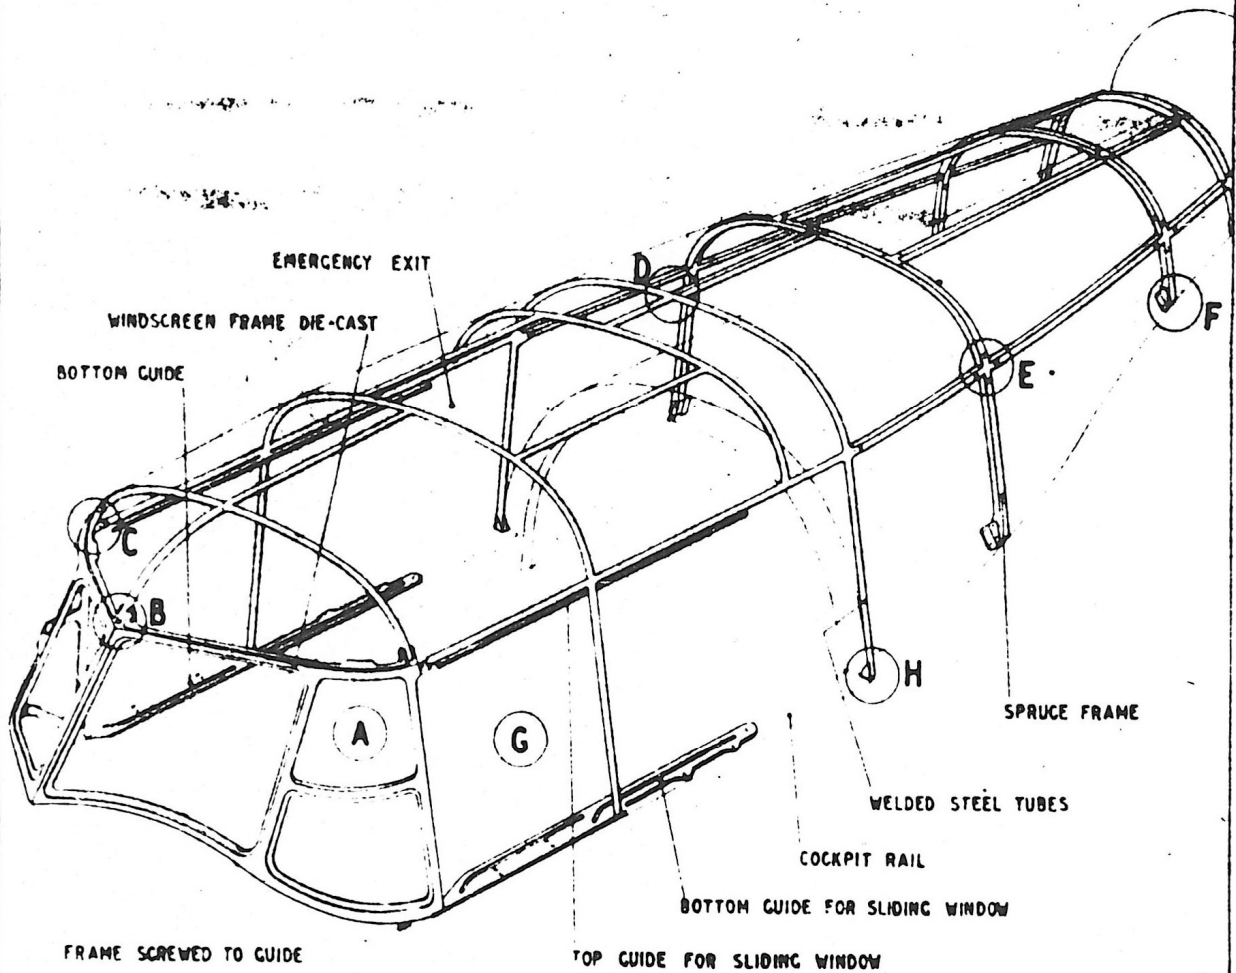 EMERGENCY EXIT
D
WINDSCREEN FRAME DIE-CAST
F
BOTTOM GUIDE
E
C
B
H
A
G
SPRUCE FRAME
WELDED STEEL TUBES
COCKPIT RAIL
BOTTOM GUIDE FOR SLIDING WINDOW
FRAME SCREWED TO GUIDE
TOP GUIDE FOR SLIDING WINDOW